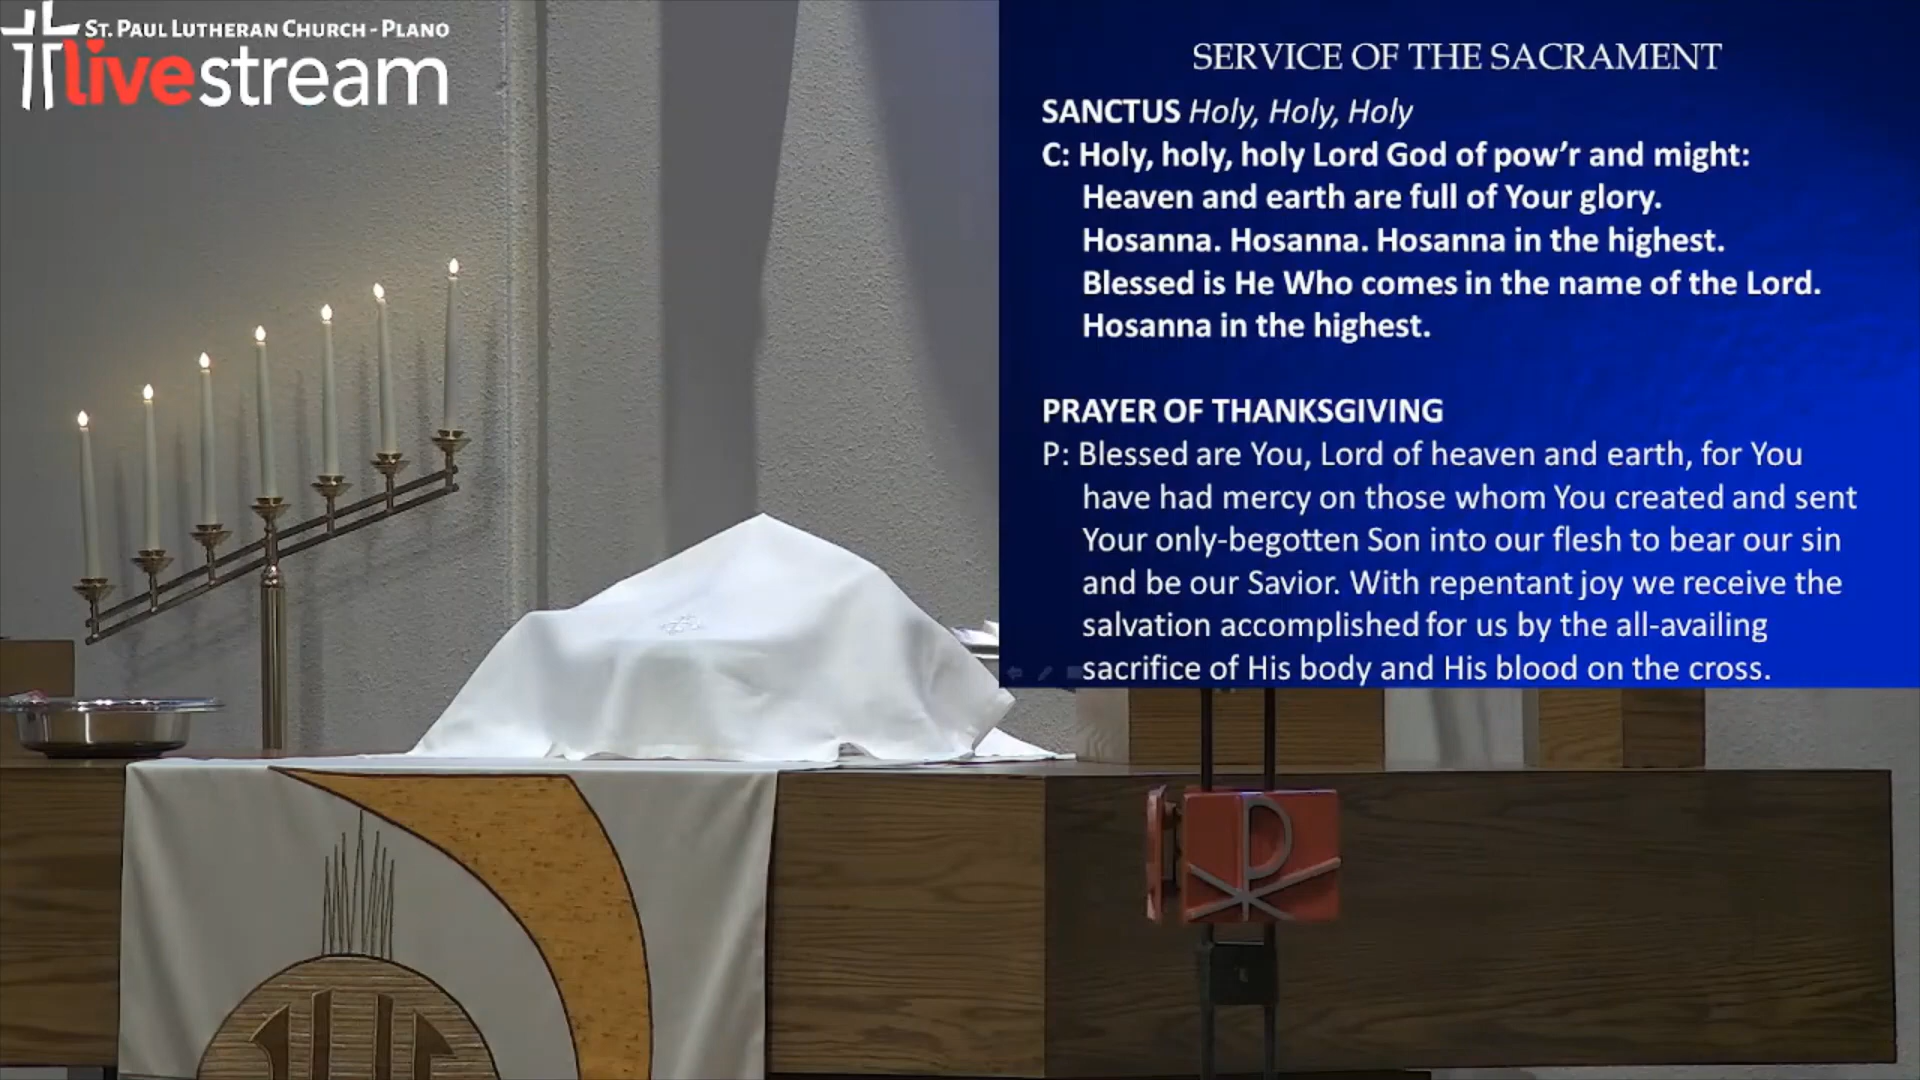 ST. PAUL LUTHERAN CHURCH - PLANO
livestream
SERVICE OF THE SACRAMENT
SANCTUS Holy, Holy, Holy
C: Holy, holy, holy Lord God of pow’r and might:
Heaven and earth are full of Your glory.
Hosanna. Hosanna. Hosanna in the highest.
Blessed is He Who comes in the name of the Lord.
Hosanna in the highest.
PRAYER OF THANKSGIVING
P: Blessed are You, Lord of heaven and earth, for You
have had mercy on those whom You created and sent
Your only-begotten Son into our flesh to bear our sin
and be our Savior. With repentant joy we receive the
salvation accomplished for us by the all-availing
sacrifice of His body and His blood on the cross.